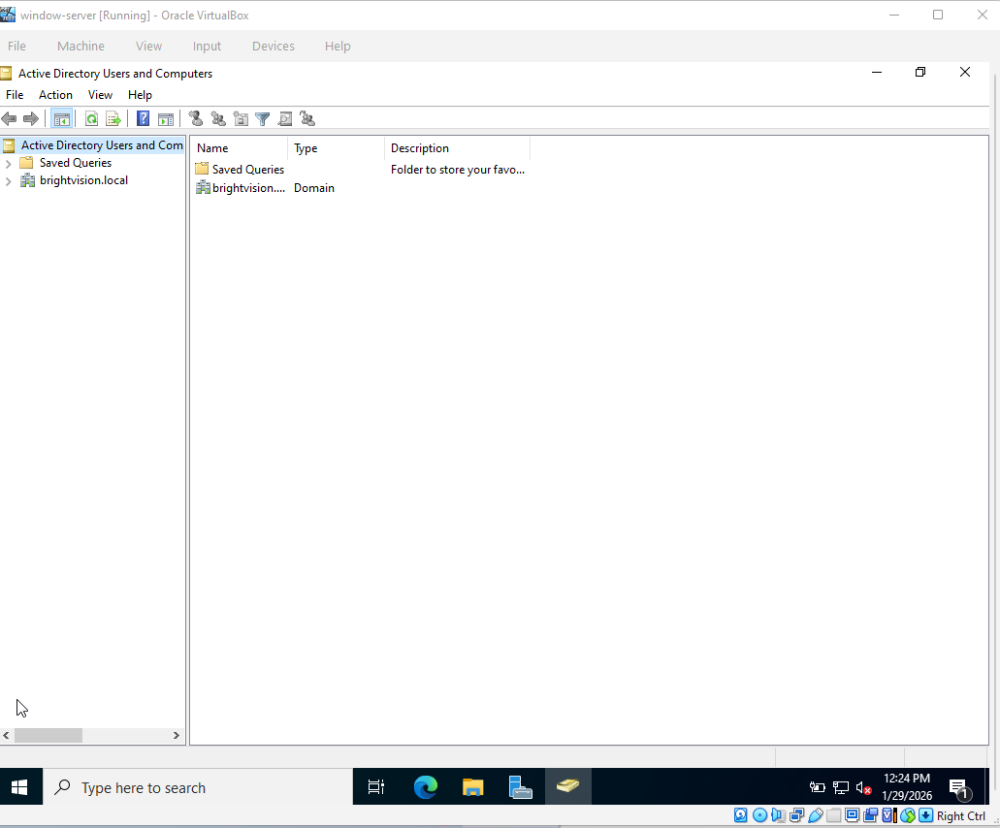 window-server [Running] - Oracle VirtualBox
File Machine View Input Devices Help
Active Directory Users and Computers
File Action View Help
Active Directory Users and Com
Saved Queries
brightvision.local
Name Type Description
Saved Queries Folder to store your favo...
brightvision.... Domain
Type here to search
12:24 PM
1/29/2026
1
Right Ctrl